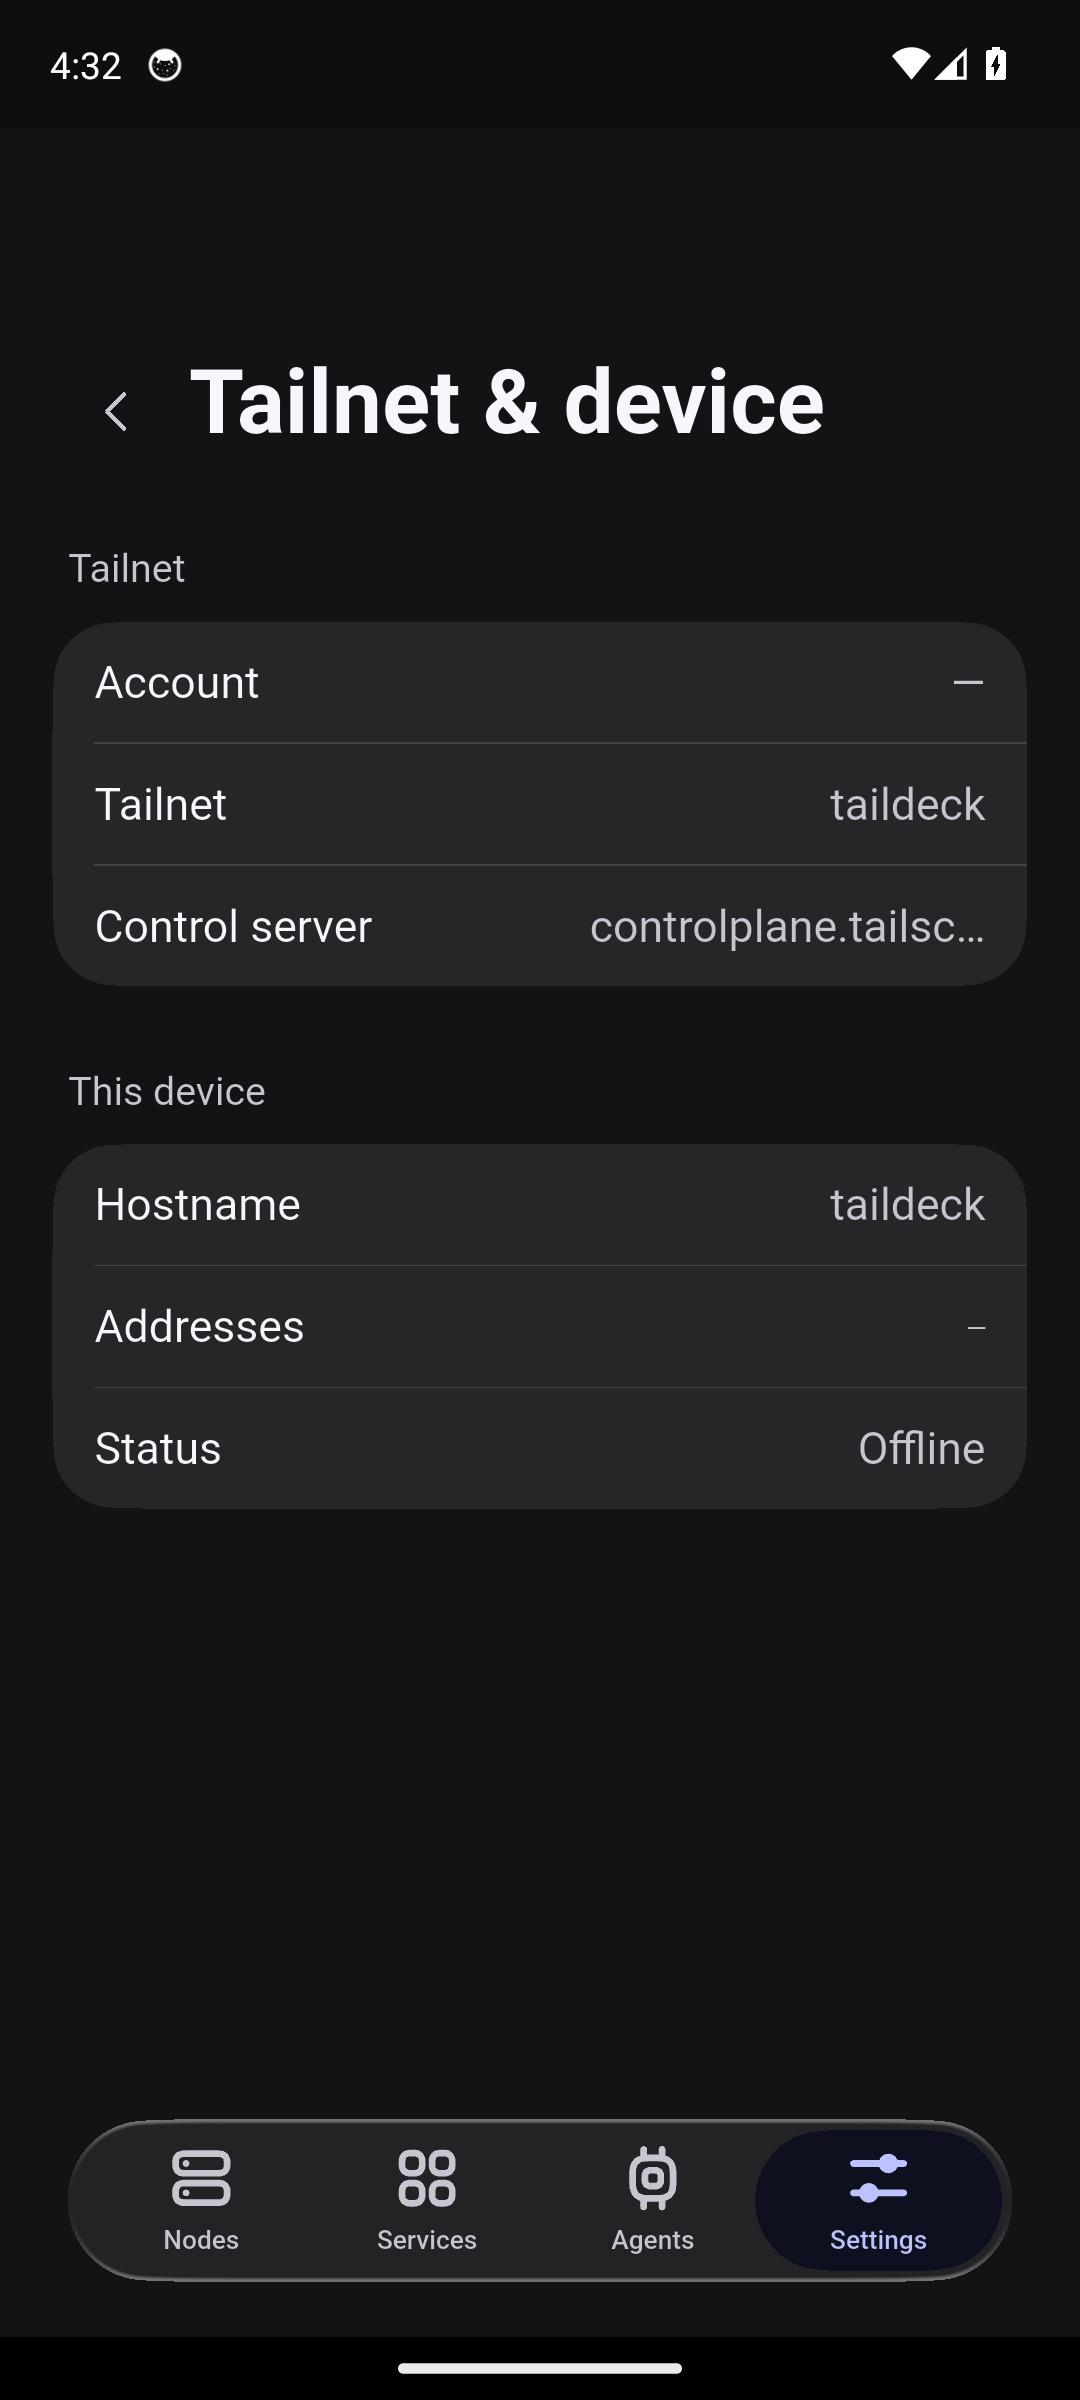 4:32
Tailnet & device
Tailnet
Account —
Tailnet taildeck
Control server controlplane.tailsc…
This device
Hostname taildeck
Addresses –
Status Offline
Nodes Services Agents Settings